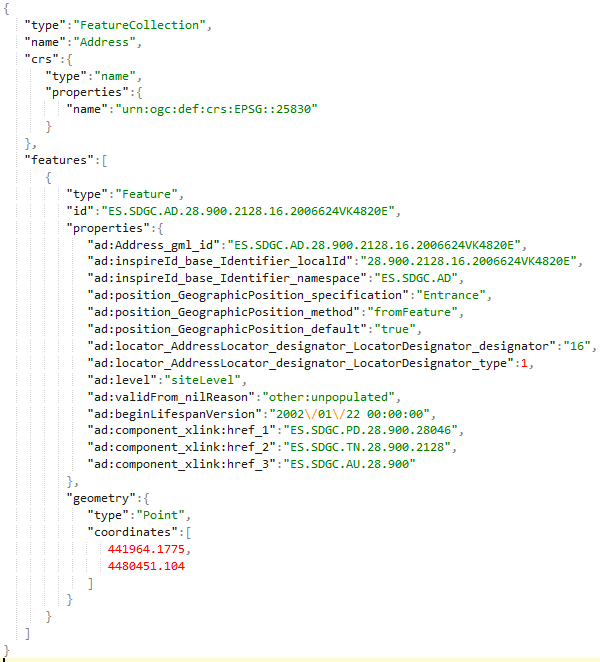 {
"type":"FeatureCollection",
"name":"Address",
"crs":{
"type":"name",
"properties":{
"name":"urn:ogc:def:crs:EPSG::25830"
}
},
"features":[
{
"type":"Feature",
"id":"ES.SDGC.AD.28.900.2128.16.2006624VK4820E",
"properties":{
"ad:Address_gml_id":"ES.SDGC.AD.28.900.2128.16.2006624VK4820E",
"ad:inspireId_base_Identifier_localId":"28.900.2128.16.2006624VK4820E",
"ad:inspireId_base_Identifier_namespace":"ES.SDGC.AD",
"ad:position_GeographicPosition_specification":"Entrance",
"ad:position_GeographicPosition_method":"fromFeature",
"ad:position_GeographicPosition_default":"true",
"ad:locator_AddressLocator_designator_LocatorDesignator_designator":"16",
"ad:locator_AddressLocator_designator_LocatorDesignator_type":1,
"ad:level":"siteLevel",
"ad:validFrom_nilReason":"other:unpopulated",
"ad:beginLifespanVersion":"2002\/01\/22 00:00:00",
"ad:component_xlink:href_1":"ES.SDGC.PD.28.900.28046",
"ad:component_xlink:href_2":"ES.SDGC.TN.28.900.2128",
"ad:component_xlink:href_3":"ES.SDGC.AU.28.900"
},
"geometry":{
"type":"Point",
"coordinates":[
441964.1775,
4480451.104
]
}
}
]
}